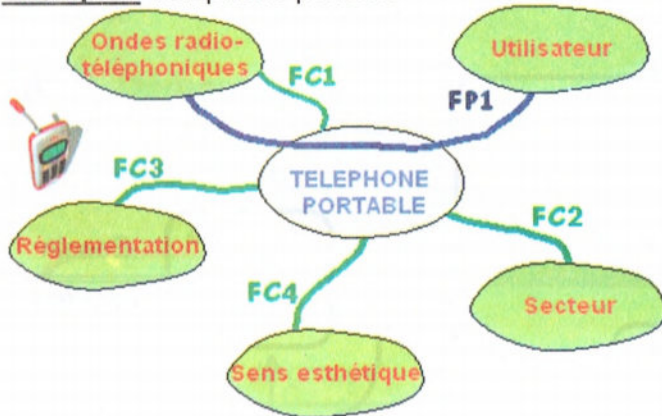 Ondes radio-
téléphoniques
Utilisateur
FC1
FP1
FC3
TELEPHONE
PORTABLE
FC2
Réglementation
FC4
Secteur
Sens esthétique